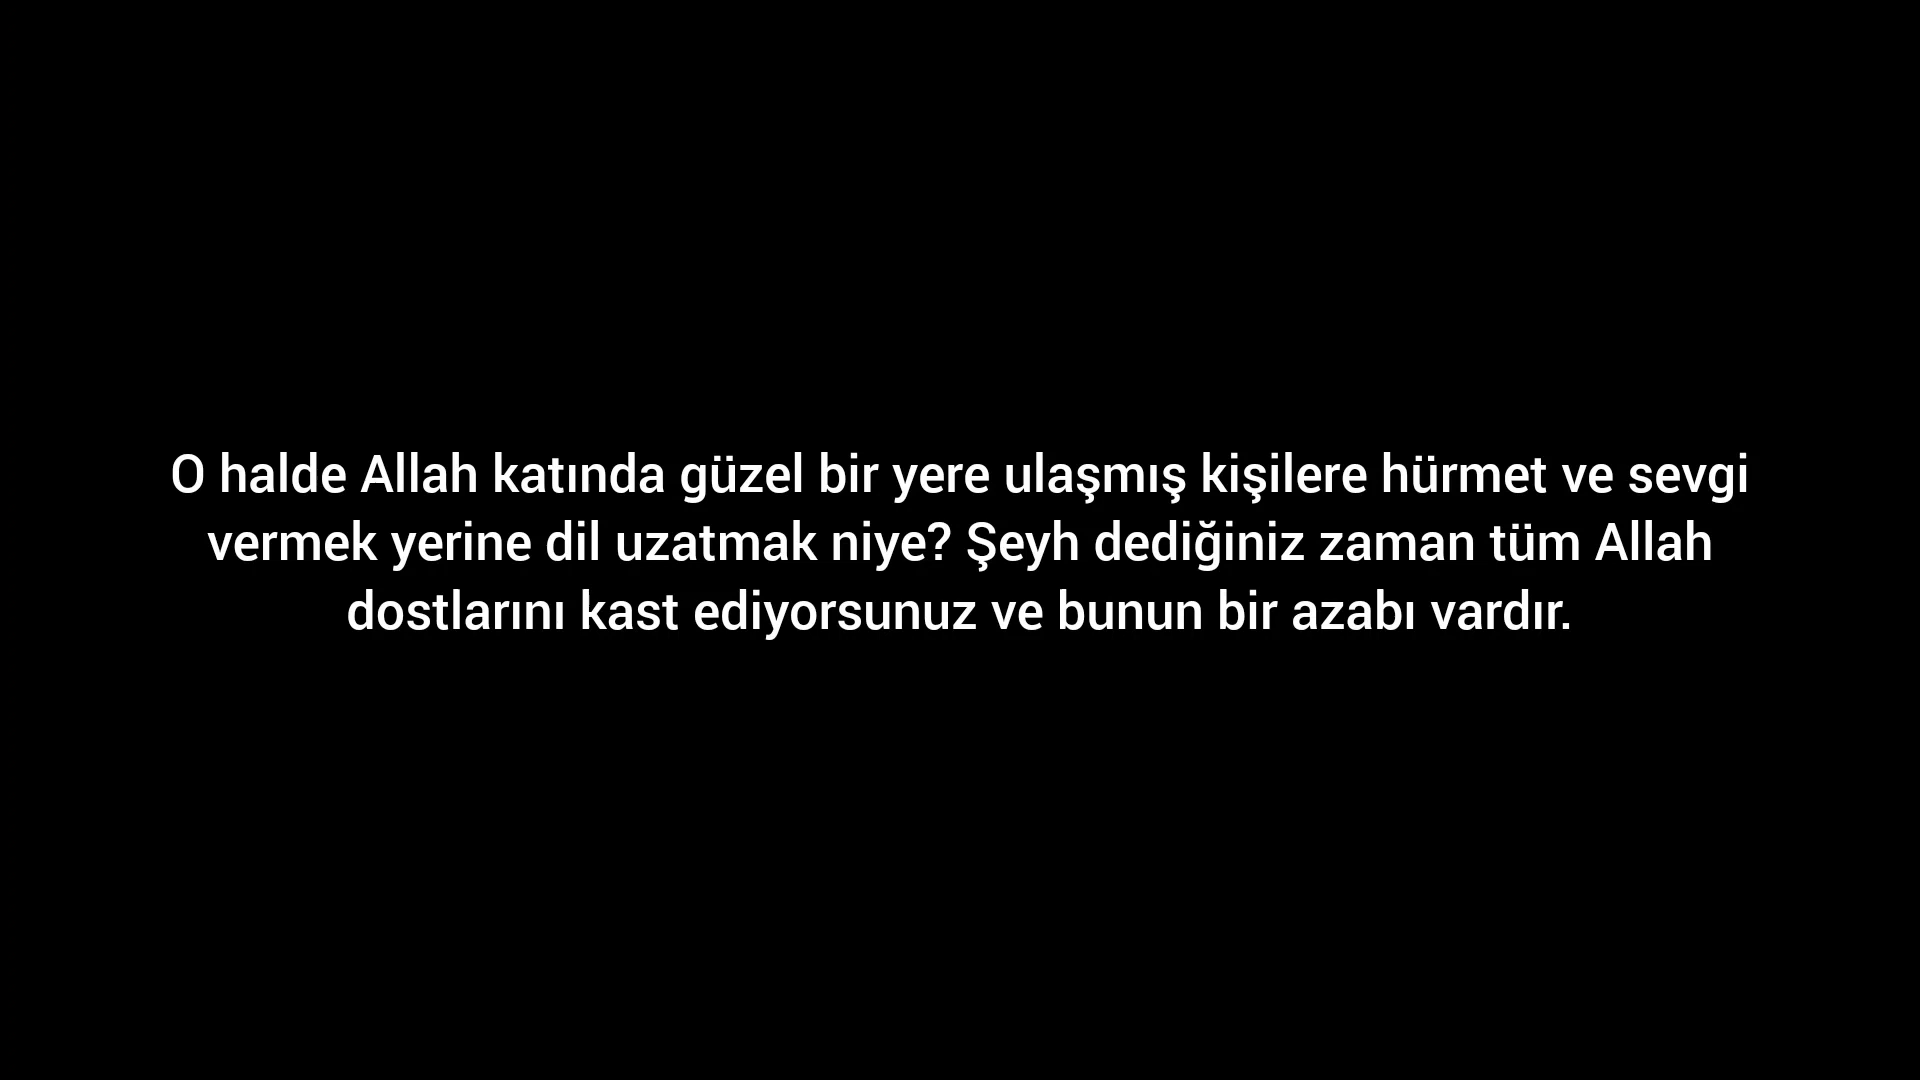 O halde Allah katında güzel bir yere ulaşmış kişilere hürmet ve sevgi
vermek yerine dil uzatmak niye? Şeyh dediğiniz zaman tüm Allah
dostlarını kast ediyorsunuz ve bunun bir azabı vardır.